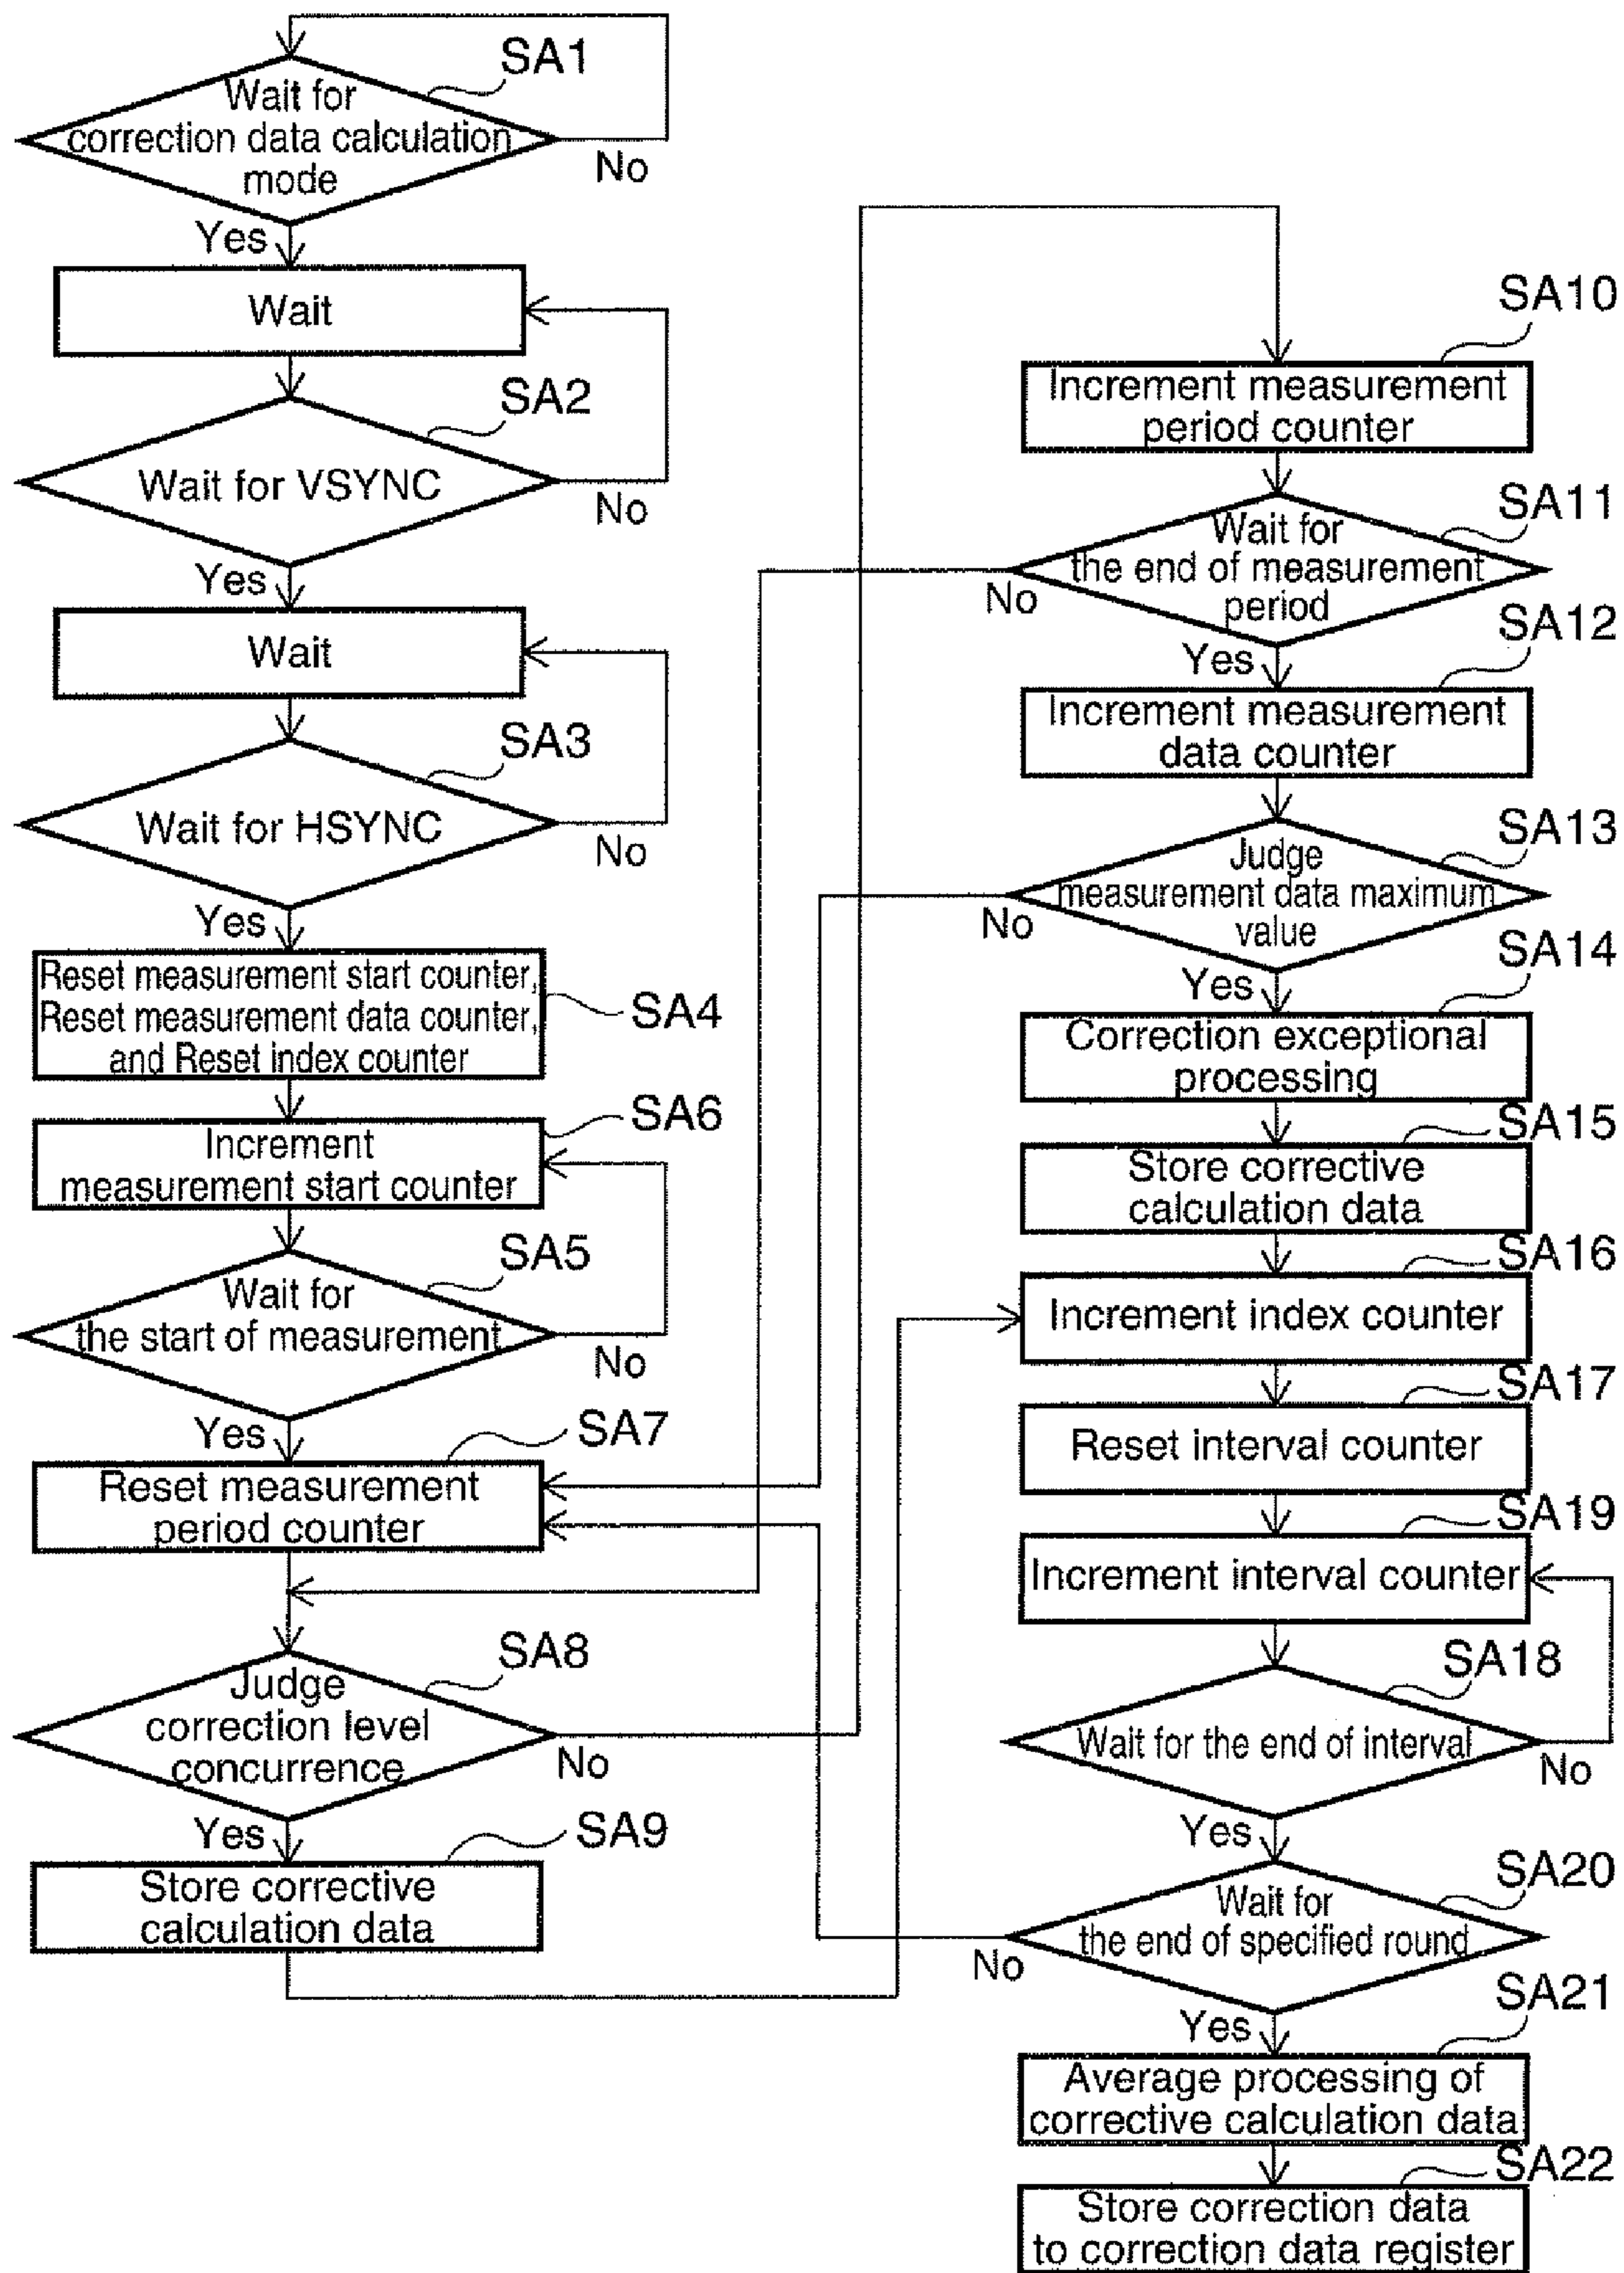 SA1
Wait for
correction data calculation
mode
No
Yes
Wait
SA2
Wait for VSYNC
No
Yes
Wait
SA3
Wait for HSYNC
No
Yes
Reset measurement start counter,
Reset measurement data counter,
and Reset index counter
SA4
SA6
Increment
measurement start counter
SA5
Wait for
the start of measurement
No
Yes
SA7
Reset measurement
period counter
SA8
Judge
correction level
concurrence
No
Yes
SA9
Store corrective
calculation data
SA10
Increment measurement
period counter
SA11
Wait for
the end of measurement
period
No
Yes
SA12
Increment measurement
data counter
SA13
Judge
measurement data maximum
value
No
Yes
SA14
Correction exceptional
processing
SA15
Store corrective
calculation data
SA16
Increment index counter
SA17
Reset interval counter
SA19
Increment interval counter
SA18
Wait for the end of interval
No
Yes
SA20
Wait for
the end of specified round
No
Yes
SA21
Average processing of
corrective calculation data
SA22
Store correction data
to correction data register